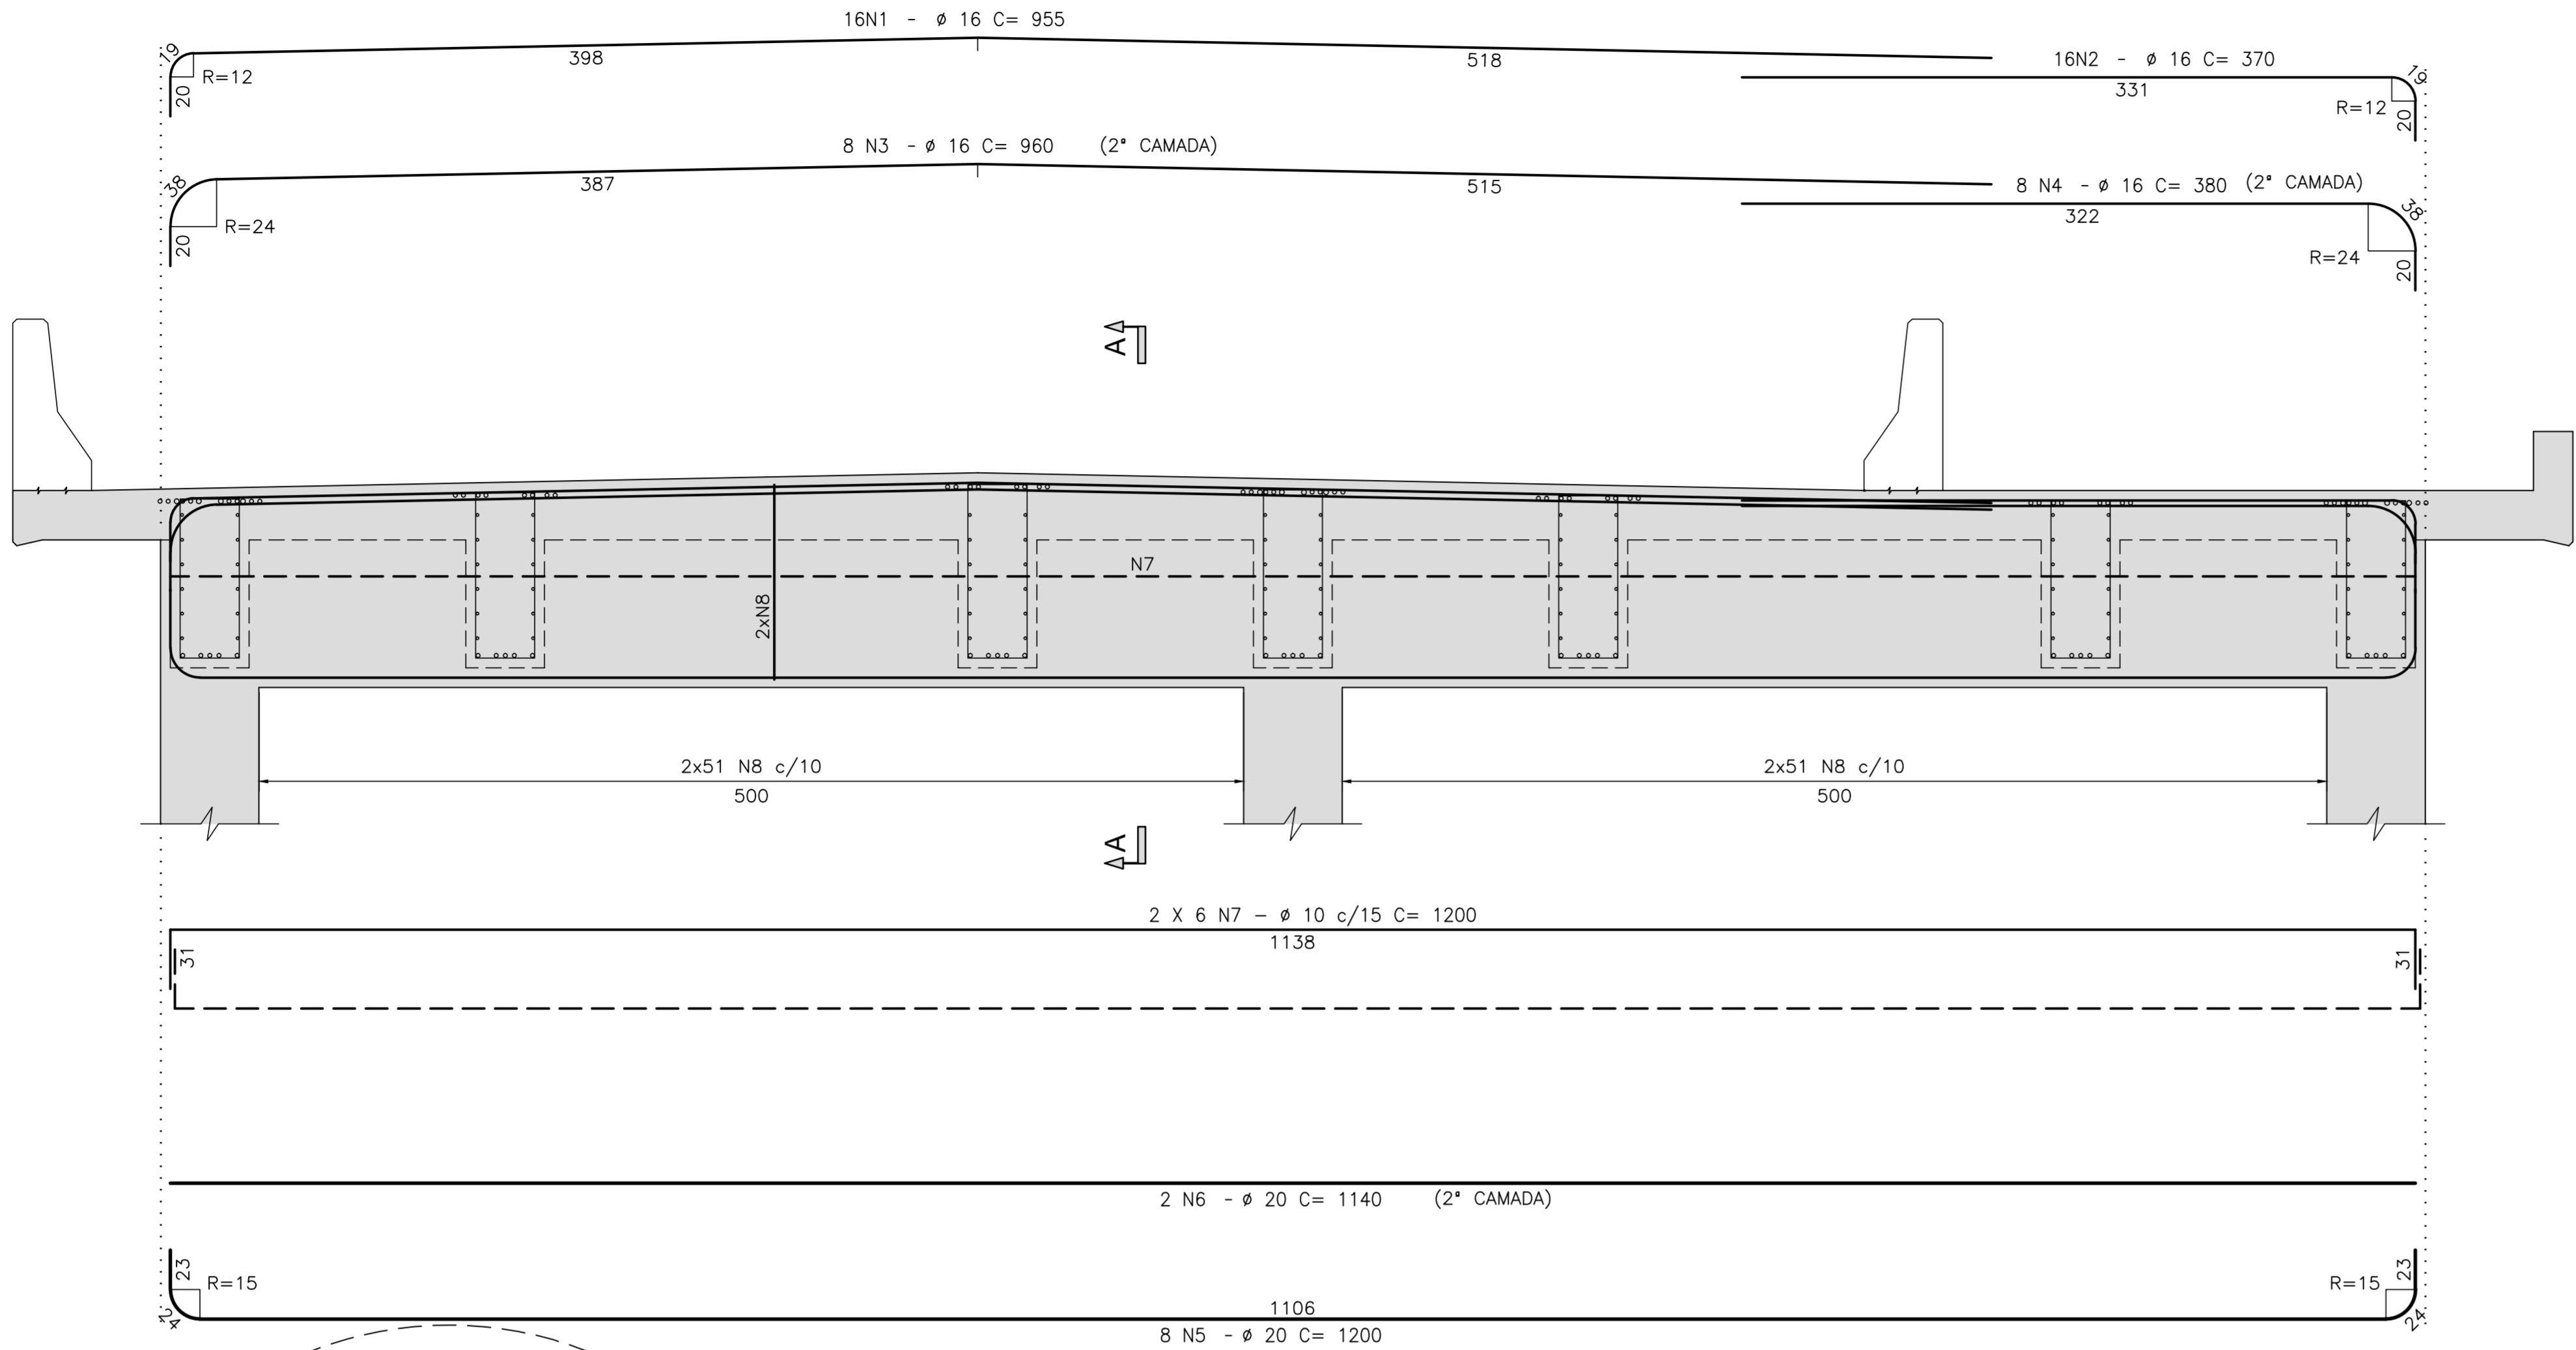 16N1 - ø 16 C= 955
19
398
518
R=12
20
16N2 - ø 16 C= 370
19
331
R=12
20
8 N3 - ø 16 C= 960 (2ª CAMADA)
38
387
515
R=24
20
8 N4 - ø 16 C= 380 (2ª CAMADA)
38
322
R=24
20
A
N7
2xN8
2x51 N8 c/10
500
2x51 N8 c/10
500
A
2 X 6 N7 - ø 10 c/15 C= 1200
1138
31
31
2 N6 - ø 20 C= 1140 (2ª CAMADA)
23
R=15
24
R=15
23
24
1106
8 N5 - ø 20 C= 1200